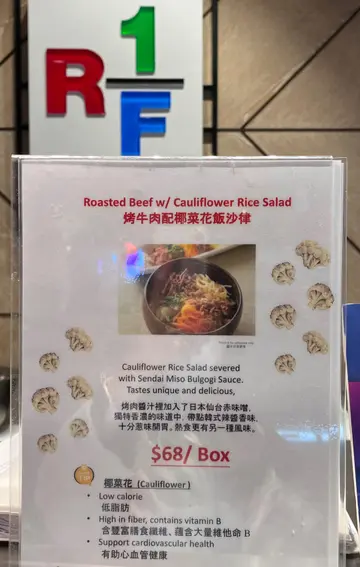 R 1 F
Roasted Beef w/ Cauliflower Rice Salad
烤牛肉配椰菜花飯沙律
Cauliflower Rice Salad severed
with Sendai Miso Bulgogi Sauce.
Tastes unique and delicious,
烤肉醬汁裡加入了日本仙台赤味噌,
獨特香濃的味道中, 帶點韓式辣醬香味,
十分惹味開胃。熱食更有另一種風味。
$68/ Box
椰菜花 (Cauliflower)
• Low calorie
低脂肪
• High in fiber, contains vitamin B
含豐富膳食纖維、蘊含大量維他命 B
• Support cardiovascular health
有助心血管健康